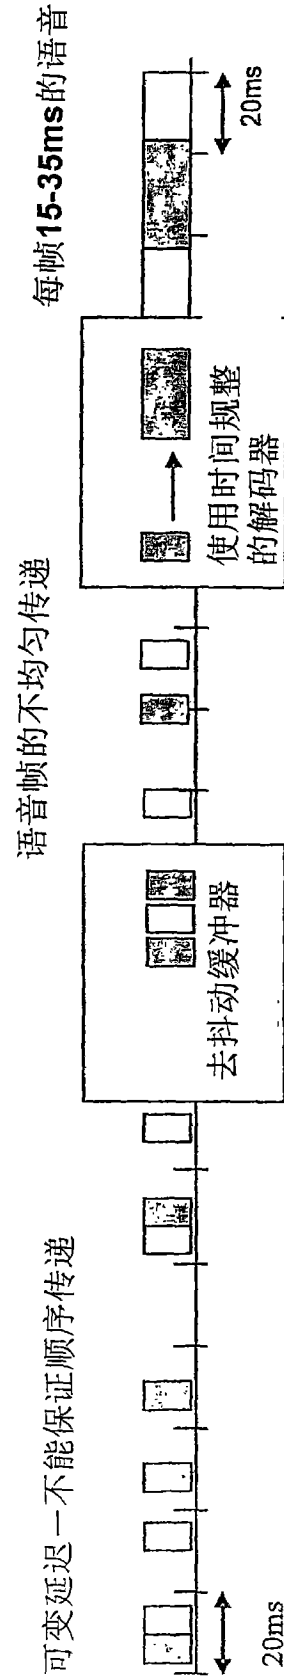 可变延迟－不能保证顺序传递
20ms
去抖动缓冲器
语音帧的不均匀传递
使用时间规整
的解码器
每帧15-35ms的语音
20ms